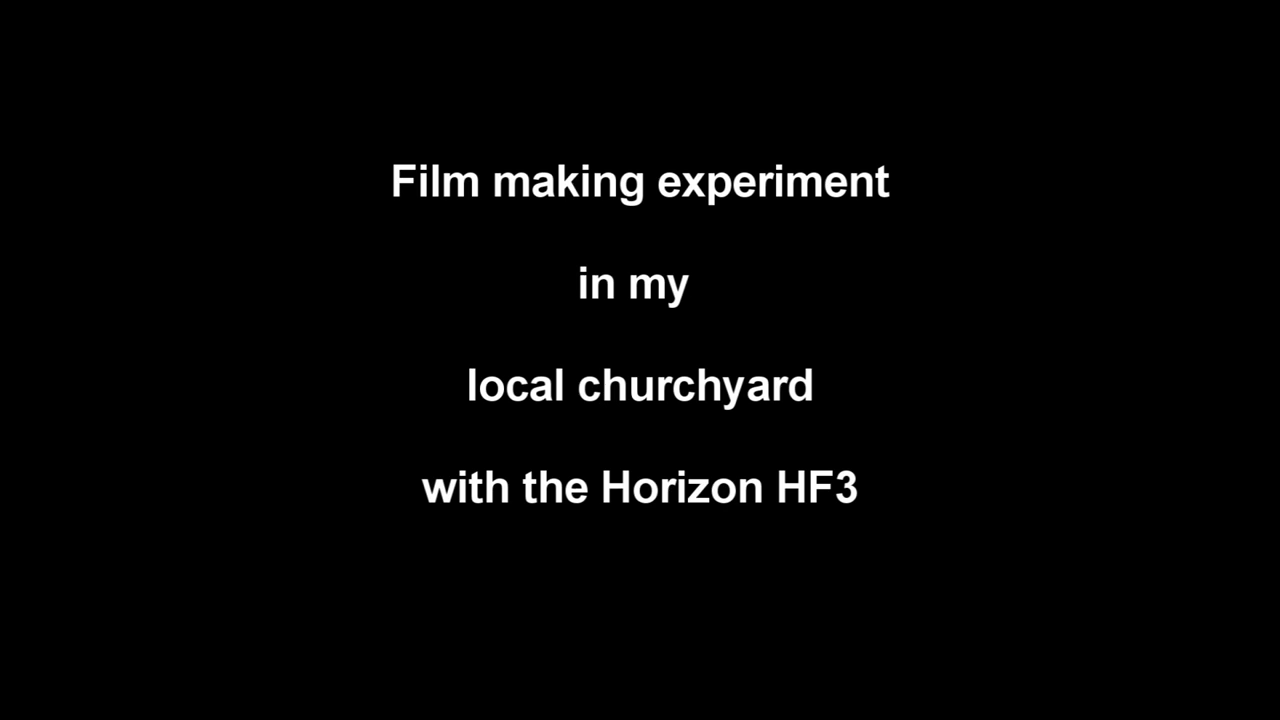 Film making experiment
in my
local churchyard
with the Horizon HF3